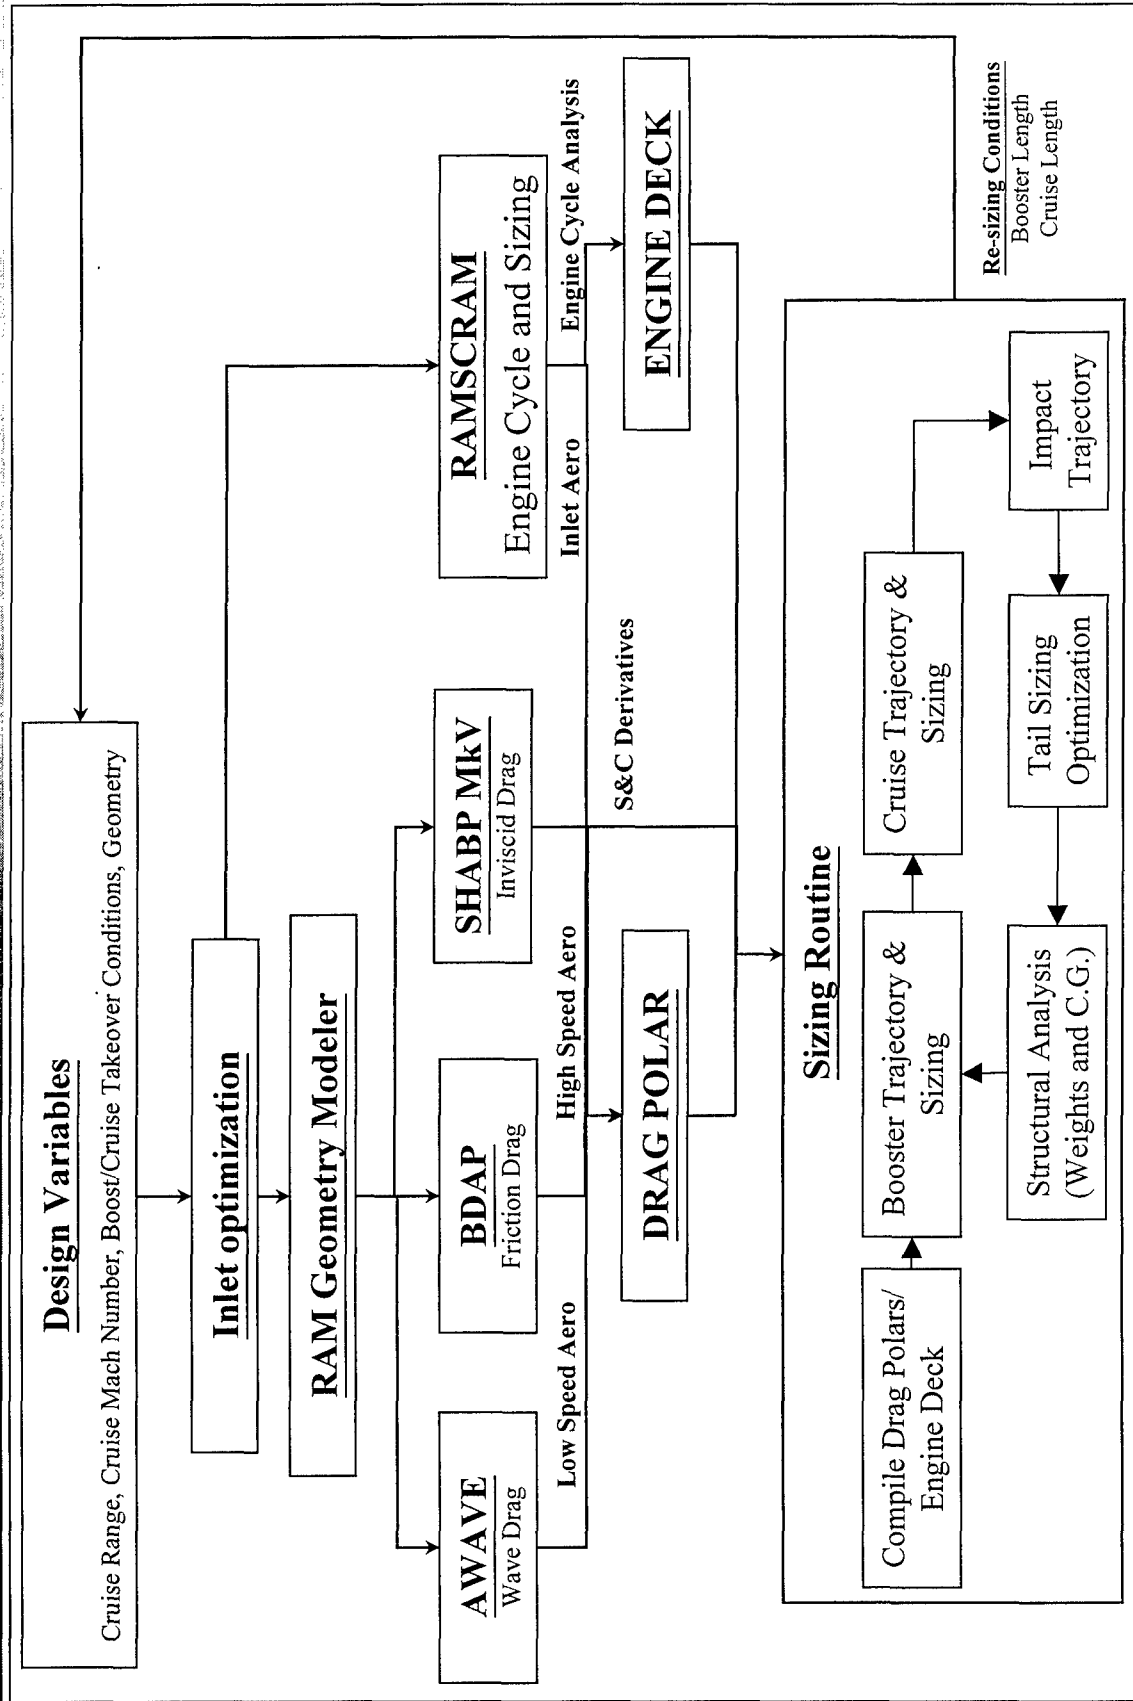 Design Variables
Cruise Range, Cruise Mach Number, Boost/Cruise Takeover Conditions, Geometry
Inlet optimization
RAM Geometry Modeler
AWAVE
Wave Drag
BDAP
Friction Drag
SHABP MkV
Inviscid Drag
RAMSCRAM
Engine Cycle and Sizing
Low Speed Aero
High Speed Aero
Inlet Aero
Engine Cycle Analysis
S&C Derivatives
DRAG POLAR
ENGINE DECK
Sizing Routine
Compile Drag Polars/
Engine Deck
Booster Trajectory &
Sizing
Cruise Trajectory &
Sizing
Structural Analysis
(Weights and C.G.)
Tail Sizing
Optimization
Impact
Trajectory
Re-sizing Conditions
Booster Length
Cruise Length